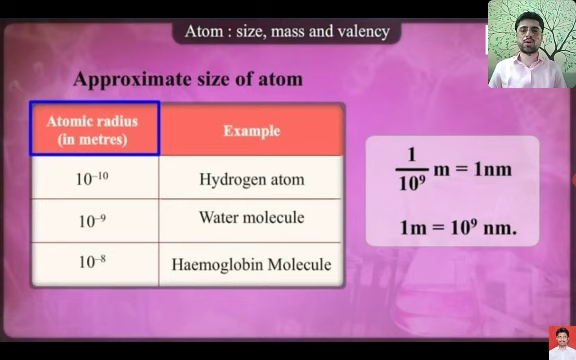 Atom : size, mass and valency
Approximate size of atom
Atomic radius
(in metres)
Example
10⁻¹⁰
Hydrogen atom
10⁻⁹
Water molecule
10⁻⁸
Haemoglobin Molecule
1/10⁹ m = 1nm
1m = 10⁹ nm.